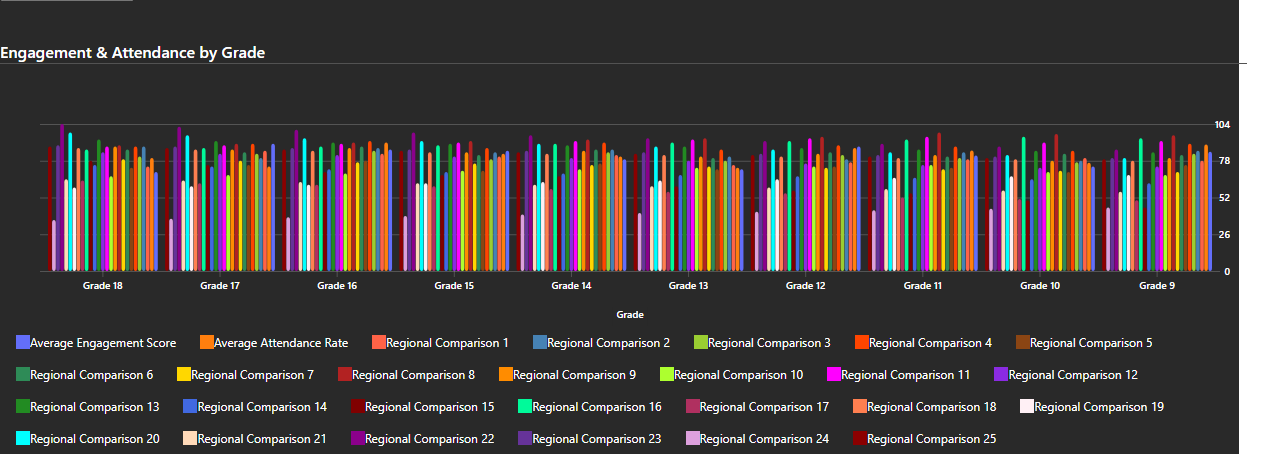 Engagement & Attendance by Grade
104
78
52
26
0
Grade 18 Grade 17 Grade 16 Grade 15 Grade 14 Grade 13 Grade 12 Grade 11 Grade 10 Grade 9
Grade
Average Engagement Score Average Attendance Rate Regional Comparison 1 Regional Comparison 2 Regional Comparison 3 Regional Comparison 4 Regional Comparison 5
Regional Comparison 6 Regional Comparison 7 Regional Comparison 8 Regional Comparison 9 Regional Comparison 10 Regional Comparison 11 Regional Comparison 12
Regional Comparison 13 Regional Comparison 14 Regional Comparison 15 Regional Comparison 16 Regional Comparison 17 Regional Comparison 18 Regional Comparison 19
Regional Comparison 20 Regional Comparison 21 Regional Comparison 22 Regional Comparison 23 Regional Comparison 24 Regional Comparison 25